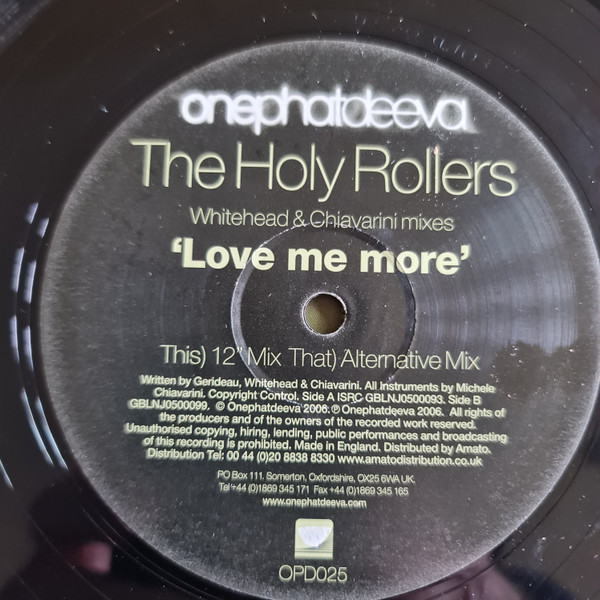 onephatdeeva
The Holy Rollers
Whitehead & Chiavarini mixes
'Love me more'
This) 12" Mix That) Alternative Mix
Written by Gerideau, Whitehead & Chiavarini. All Instruments by Michele
Chiavarini. Copyright Control. Side A ISRC GBLNJ0500093. Side B
GBLNJ0500099. © Onephatdeeva 2006. ℗ Onephatdeeva 2006. All rights of
the producers and of the owners of the recorded work reserved.
Unauthorised copying, hiring, lending, public performances and broadcasting
of this recording is prohibited. Made in England. Distributed by Amato.
Distribution Tel: 00 44 (0)20 8838 8330 www.amatodistribution.co.uk
PO Box 111, Somerton, Oxfordshire, OX25 6WA UK.
Tel +44 (0)1869 345 171 Fax +44 (0)1869 345 165
www.onephatdeeva.com
OPD025